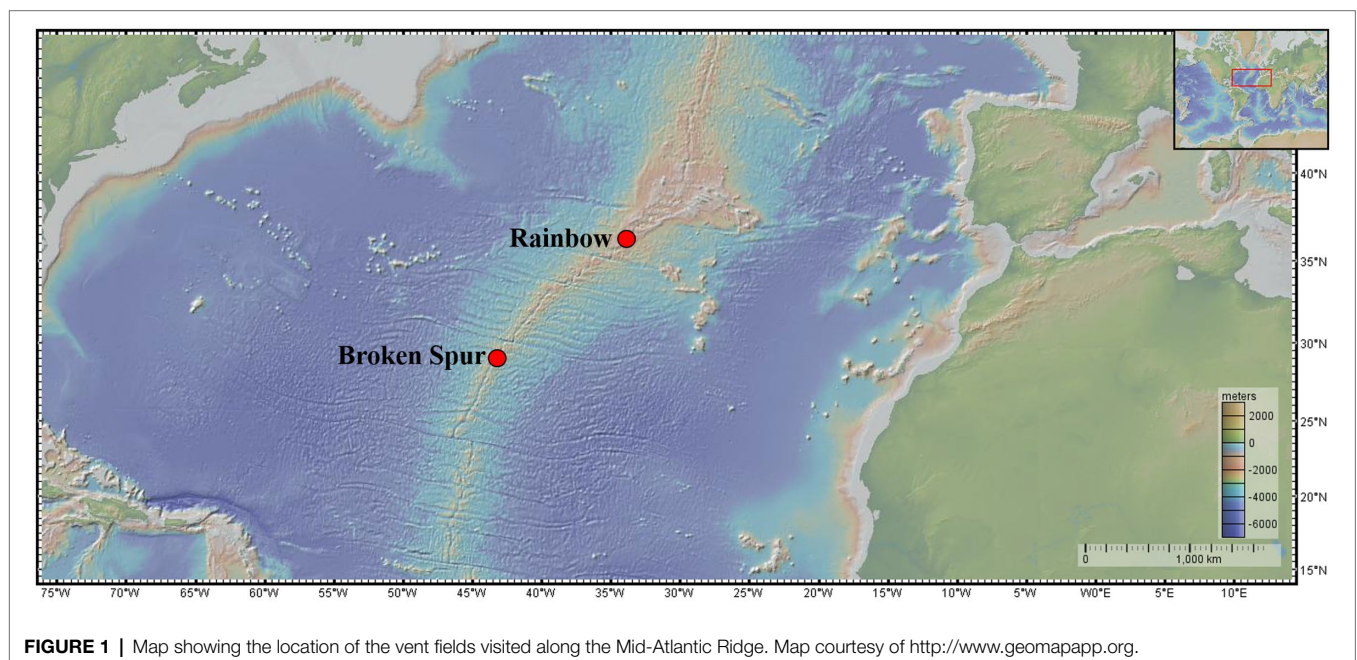 40°N
Rainbow
35°N
Broken Spur
30°N
meters
2000
0
25°N
-2000
-4000
20°N
-6000
0
1,000 km
15°N
75°W 70°W 65°W 60°W 55°W 50°W 45°W 40°W 35°W 30°W 25°W 20°W 15°W 10°W 5°W W0°E 5°E 10°E
FIGURE 1 | Map showing the location of the vent fields visited along the Mid-Atlantic Ridge. Map courtesy of http://www.geomapapp.org.